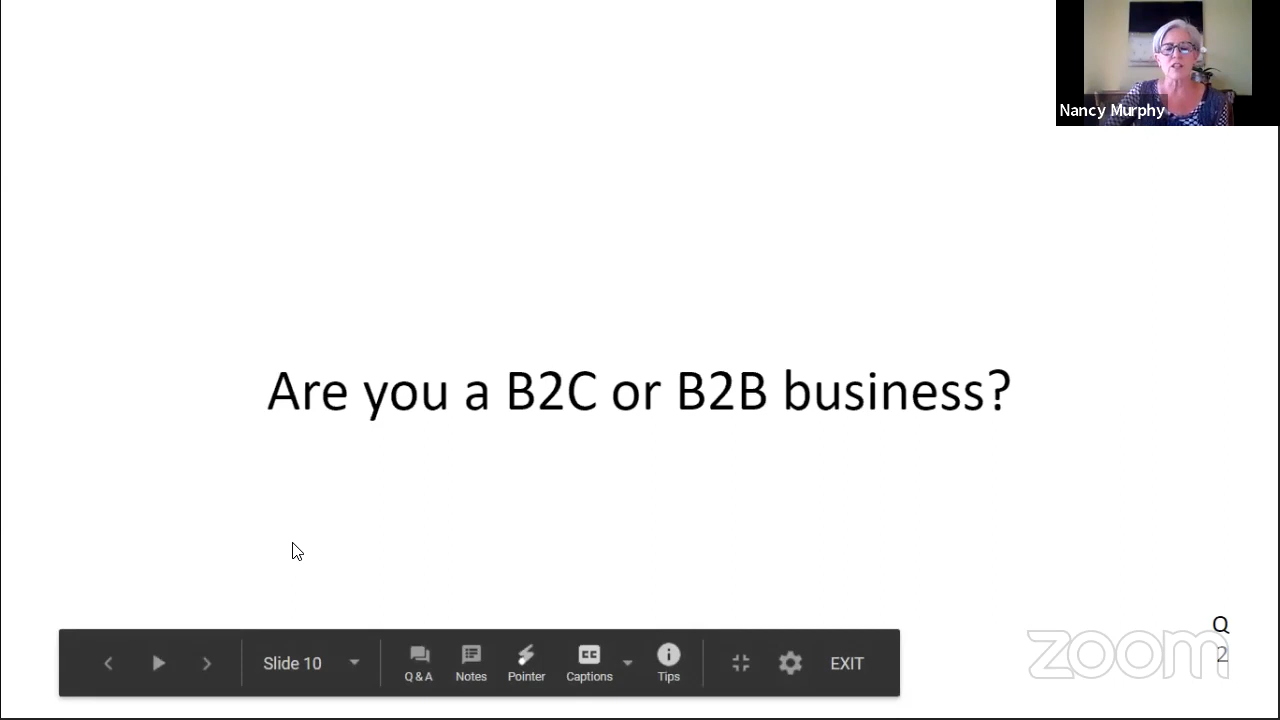 Nancy Murphy
Are you a B2C or B2B business?
Slide 10
Q & A
Notes
Pointer
Captions
Tips
EXIT
Q
2
zoom